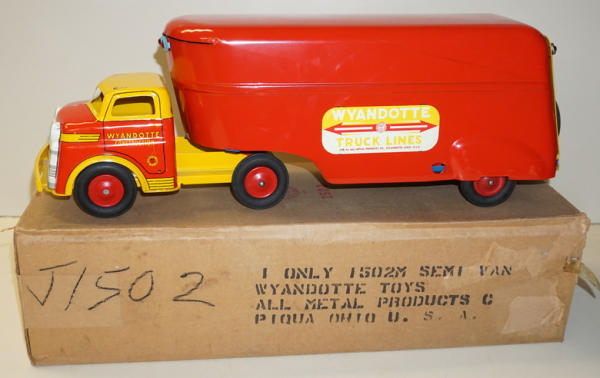 WYANDOTTE
TRUCK LINES
WYANDOTTE
J1502
1 ONLY 1502M SEMI VAN
WYANDOTTE TOYS
ALL METAL PRODUCTS C
PIQUA OHIO U. S. A.